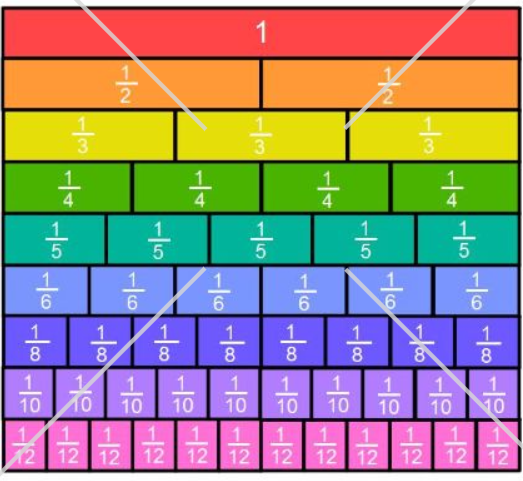 1
1/2 1/2
1/3 1/3 1/3
1/4 1/4 1/4 1/4
1/5 1/5 1/5 1/5 1/5
1/6 1/6 1/6 1/6 1/6 1/6
1/8 1/8 1/8 1/8 1/8 1/8 1/8 1/8
1/10 1/10 1/10 1/10 1/10 1/10 1/10 1/10 1/10 1/10
1/12 1/12 1/12 1/12 1/12 1/12 1/12 1/12 1/12 1/12 1/12 1/12